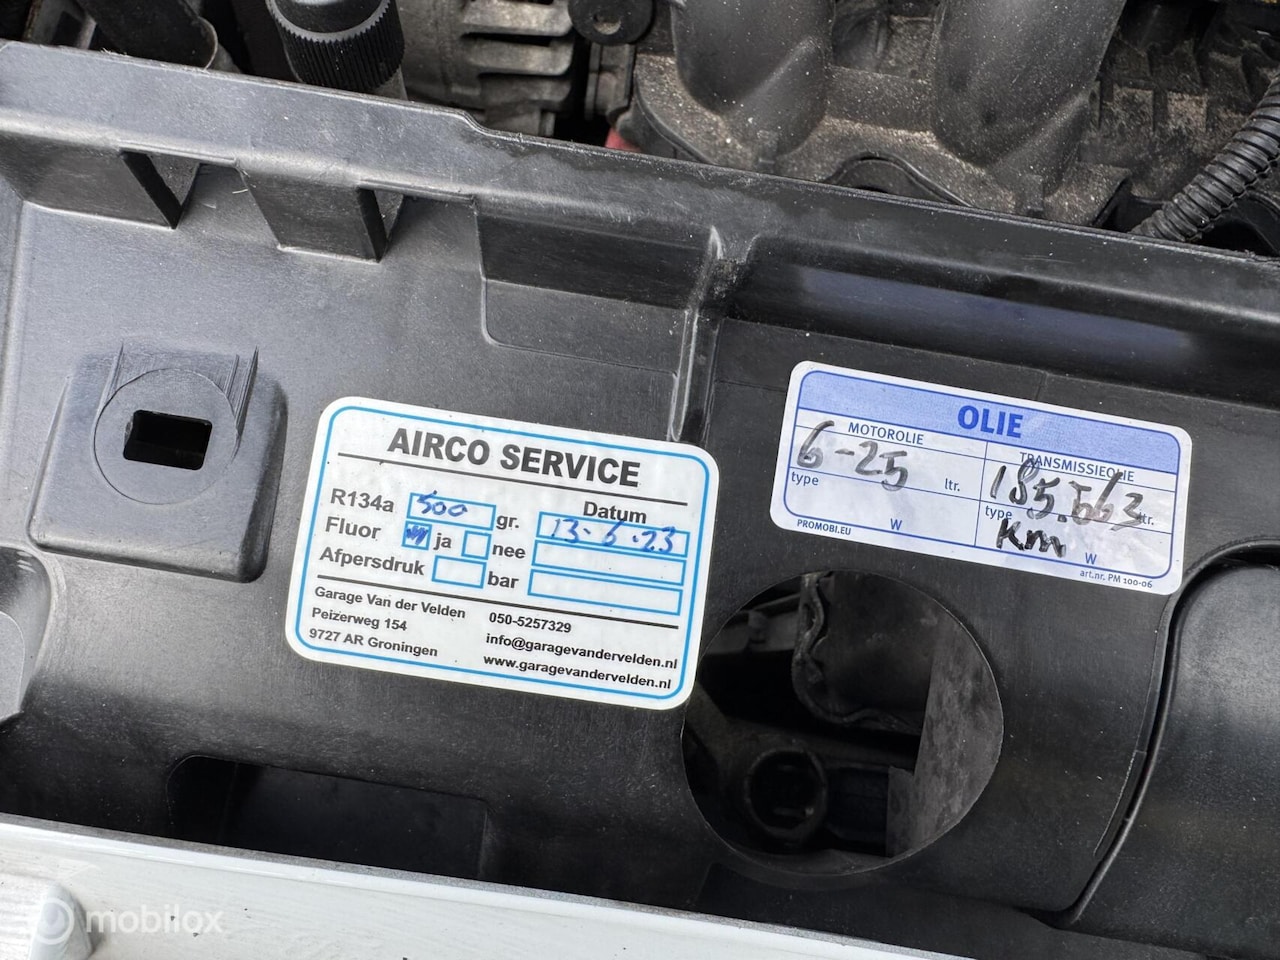 AIRCO SERVICE
R134a 500 gr.
Datum
13-6-23
Fluor ja nee
Afpersdruk bar
Garage Van der Velden
Peizerweg 154
9727 AR Groningen
050-5257329
info@garagevandervelden.nl
www.garagevandervelden.nl
OLIE
MOTOROLIE
6-25
ltr.
type
W
TRANSMISSIEOLIE
185.563
ltr.
type
Km
W
PROMOBI.EU
art.nr. PM 100-06
mobilox